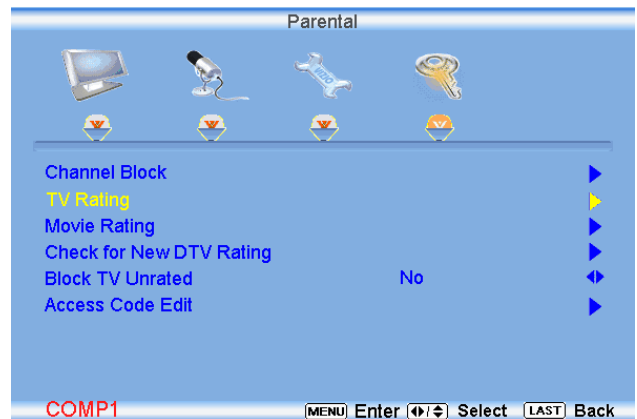 Parental
Channel Block
TV Rating
Movie Rating
Check for New DTV Rating
Block TV Unrated No
Access Code Edit
COMP1 MENU Enter Select LAST Back